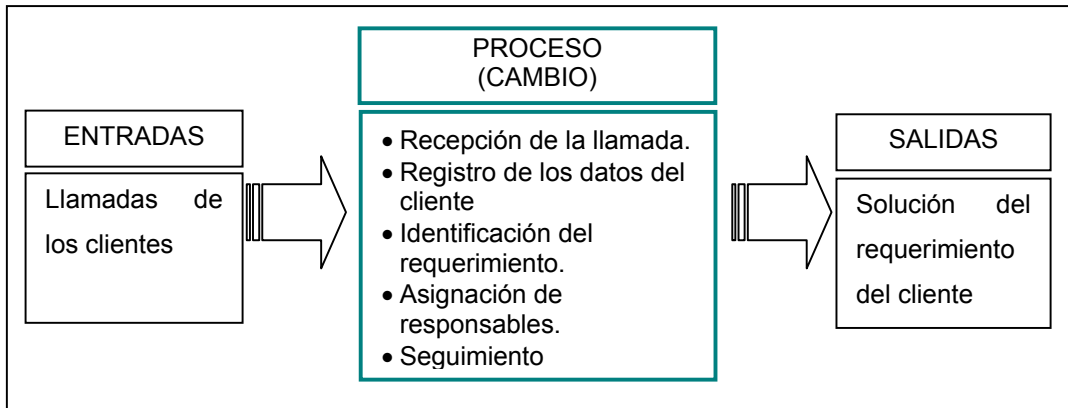 ENTRADAS
Llamadas de
los clientes
PROCESO
(CAMBIO)
• Recepción de la llamada.
• Registro de los datos del
cliente
• Identificación del
requerimiento.
• Asignación de
responsables.
• Seguimiento
SALIDAS
Solución del
requerimiento
del cliente